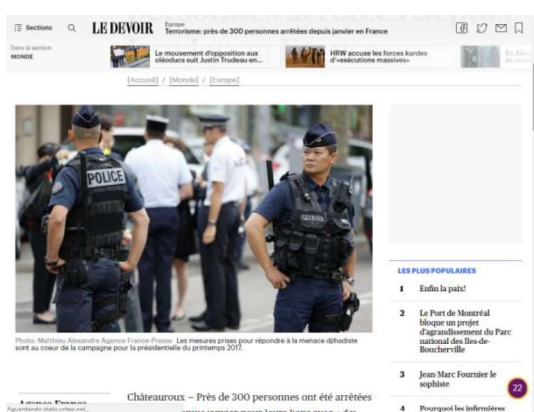 Sections
LE DEVOIR
Europe
Terrorisme: près de 300 personnes arrêtées depuis janvier en France
Dans la section
MONDE
Le mouvement d'opposition aux
oléoducs suit Justin Trudeau en...
HRW accuse les forces kurdes
d'«exécutions massives»
[Accueil] / [Monde] / [Europe]
POLICE
Photo: Matthieu Alexandre Agence France-Presse Les mesures prises pour répondre à la menace djihadiste
sont au coeur de la campagne pour la présidentielle du printemps 2017.
Châteauroux – Près de 300 personnes ont été arrêtées
Agence France
LES PLUS POPULAIRES
1 Enfin la paix!
2 Le Port de Montréal
bloque un projet
d'agrandissement du Parc
national des Îles-de-
Boucherville
3 Jean-Marc Fournier le
sophiste
4 Pourquoi les infirmières
22
Aguardando static.criteo.net...